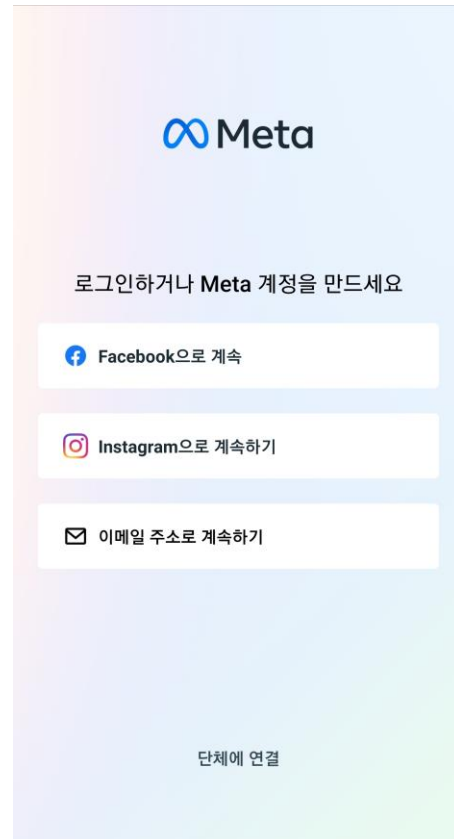 Meta
로그인하거나 Meta 계정을 만드세요
Facebook으로 계속
Instagram으로 계속하기
이메일 주소로 계속하기
단체에 연결